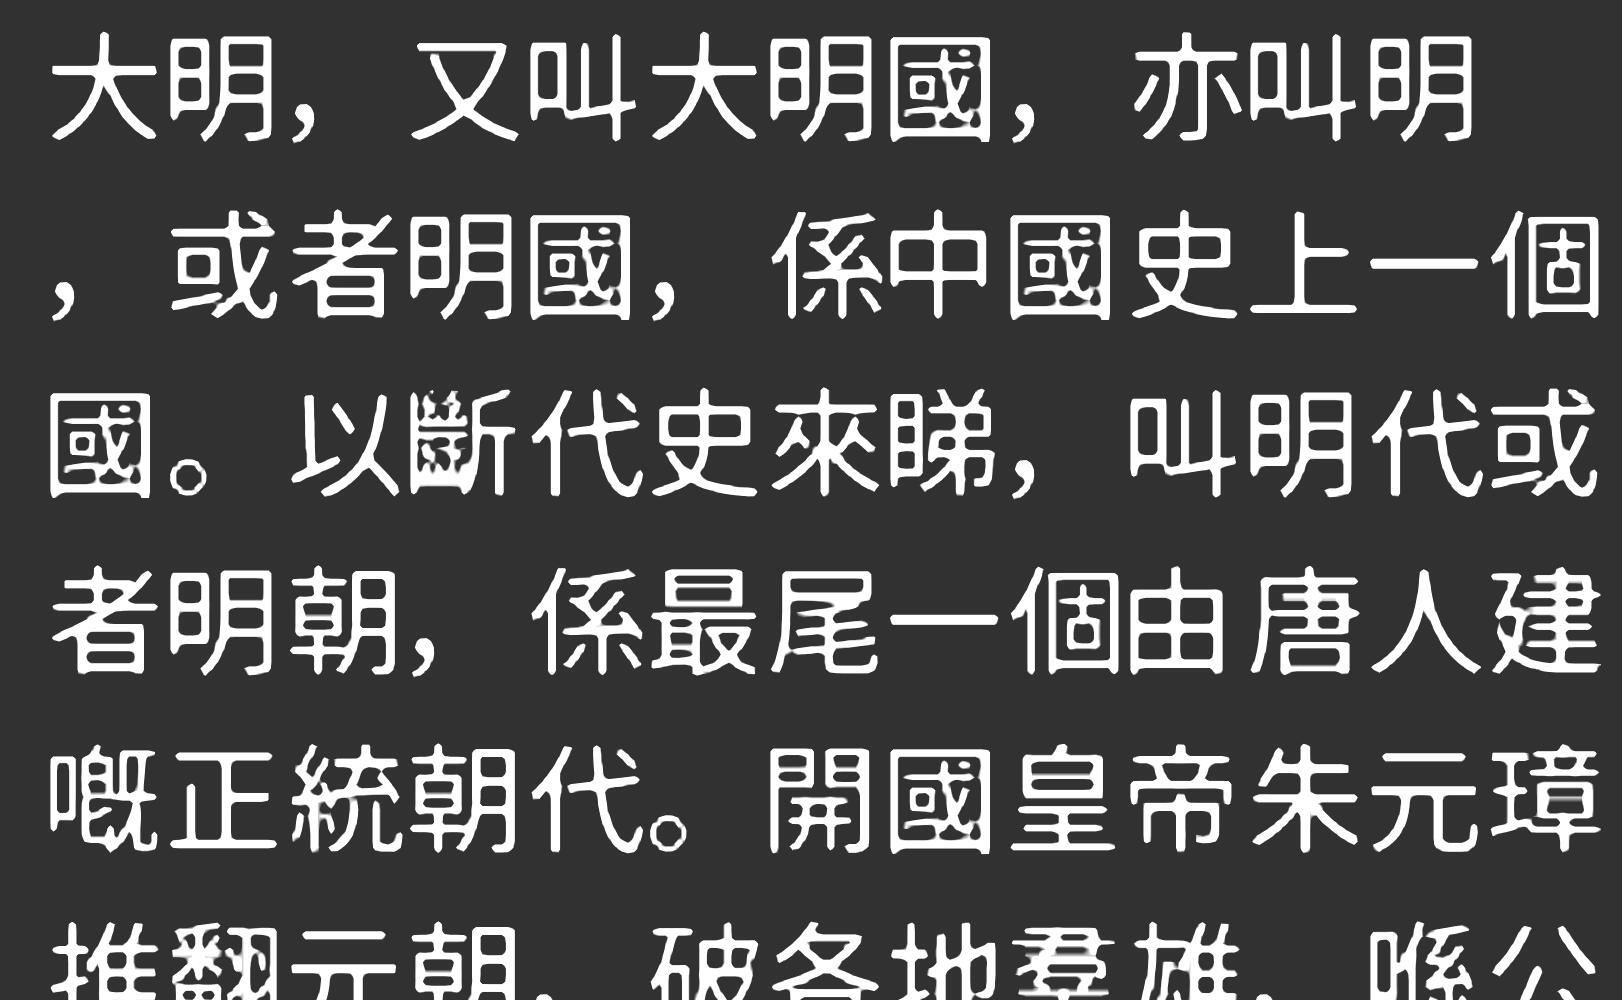 大明，又叫大明國，亦叫明
，或者明國，係中國史上一個
國。以斷代史來睇，叫明代或
者明朝，係最尾一個由唐人建
嘅正統朝代。開國皇帝朱元璋
推翻元朝，破各地羣雄，喺公